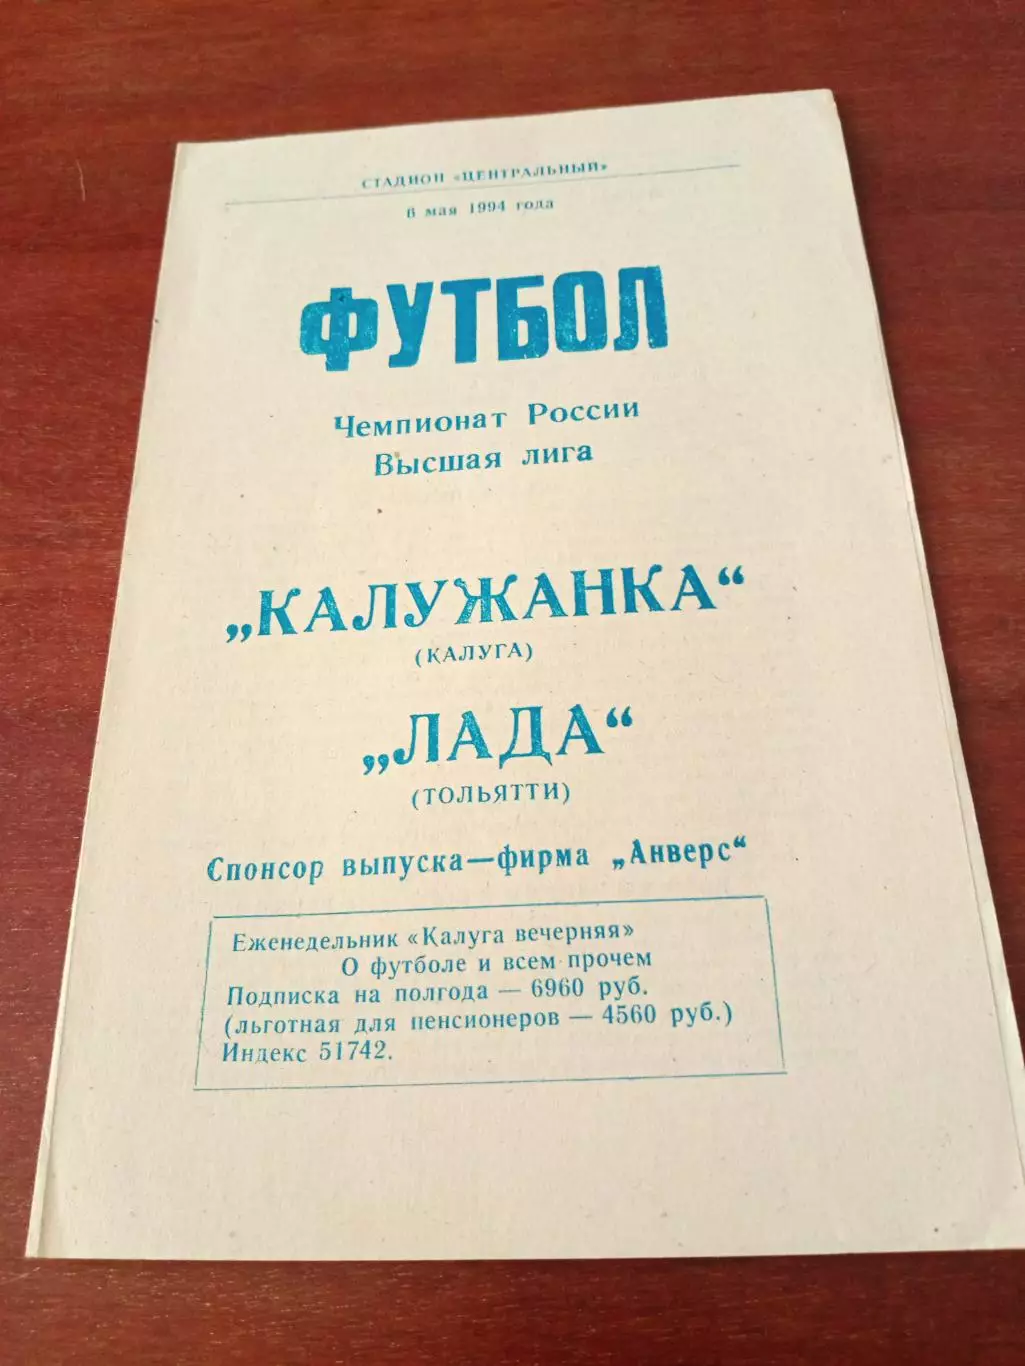 СТАДИОН «ЦЕНТРАЛЬНЫЙ»
6 мая 1994 года
ФУТБОЛ
Чемпионат России
Высшая лига
„КАЛУЖАНКА“
(КАЛУГА)
„ЛАДА“
(ТОЛЬЯТТИ)
Спонсор выпуска—фирма „Анверс“
Еженедельник «Калуга вечерняя»
О футболе и всем прочем
Подписка на полгода — 6960 руб.
(льготная для пенсионеров — 4560 руб.)
Индекс 51742.